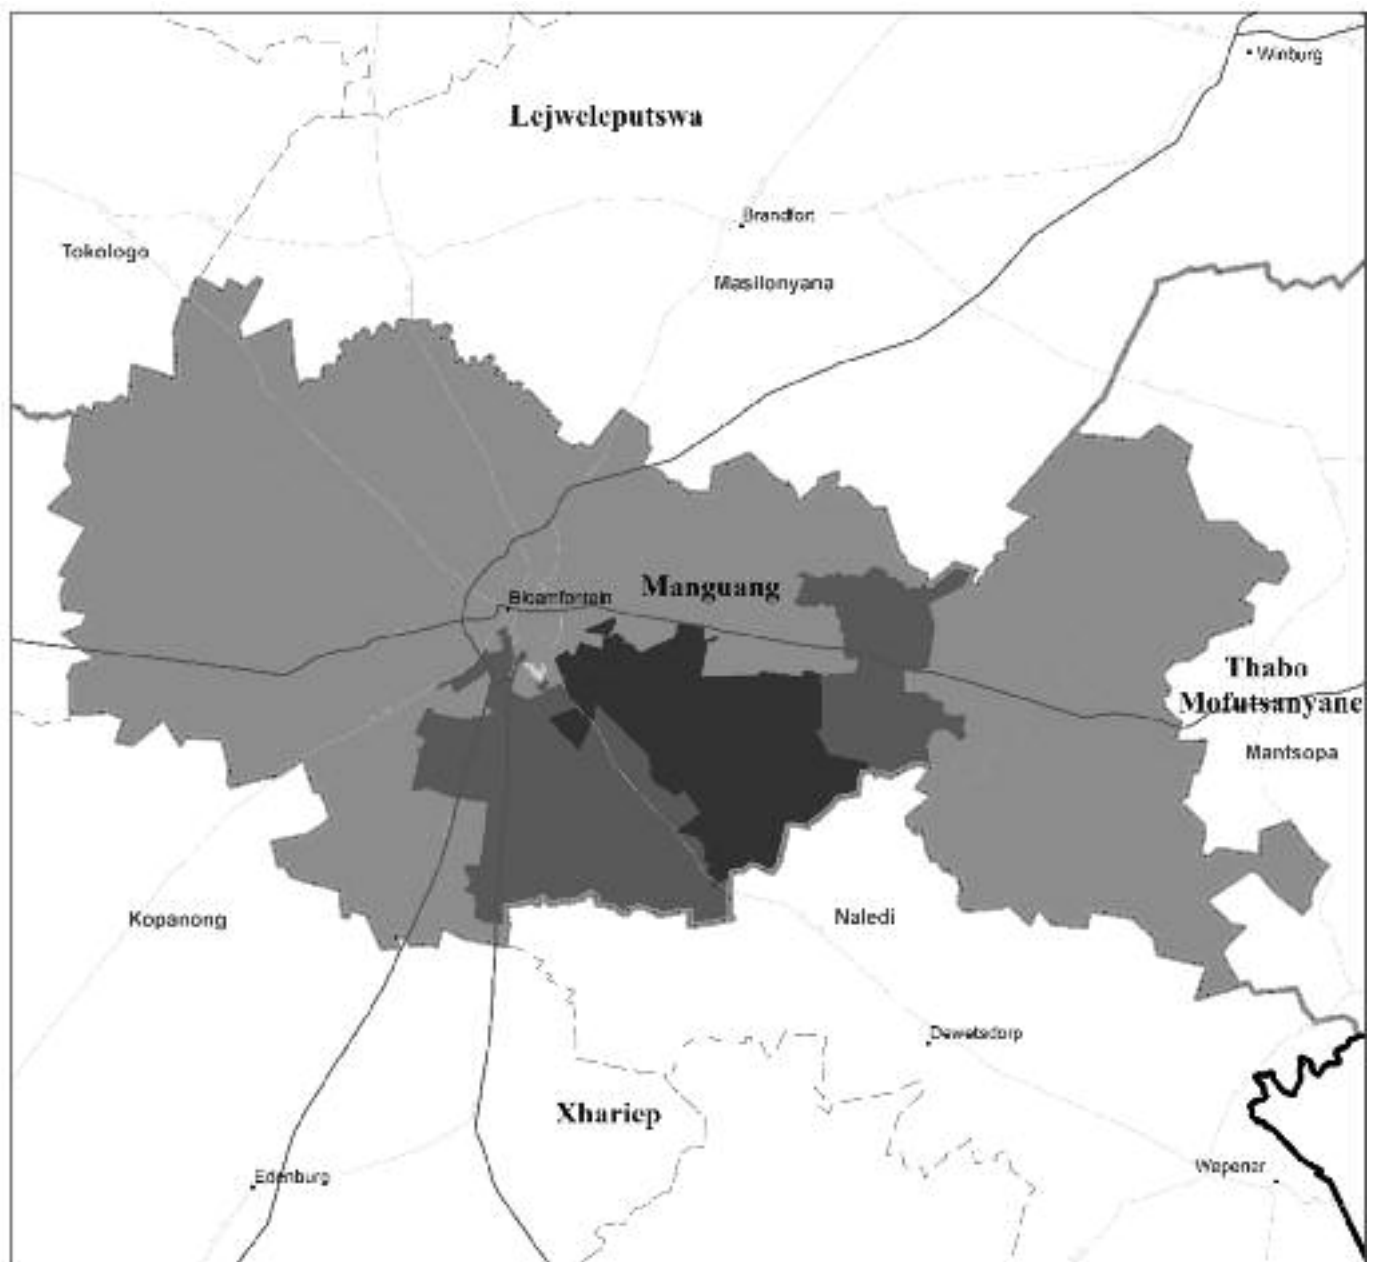 Winburg
Lejweleputswa
Brandfort
Tokologo
Masilonyana
Manguang
Bloemfontein
Thabo
Mofutsanyane
Mantsopa
Kopanong
Naledi
Dewetsdorp
Xhariep
Wepener
Edenburg